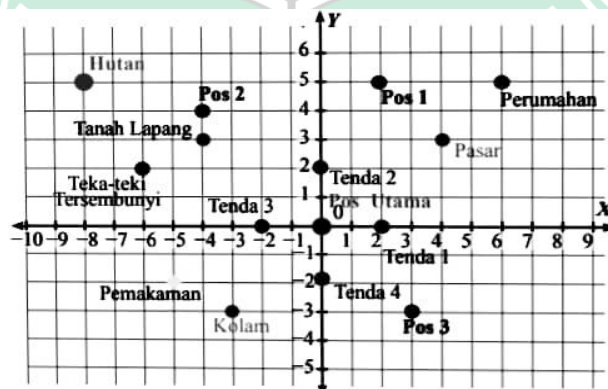 Y
6
Hutan
5
Pos 2
4
Pos 1
Perumahan
Tanah Lapang
3
Pasar
2
Teka-teki
Tersembunyi
Tenda 2
1
Tenda 3
0
Pos Utama
X
-10 -9 -8 -7 -6 -5 -4 -3 -2 -1 1 2 3 4 5 6 7 8 9
-1
Tenda 1
-2
Pemakaman
Tenda 4
-3
Kolam
Pos 3
-4
-5